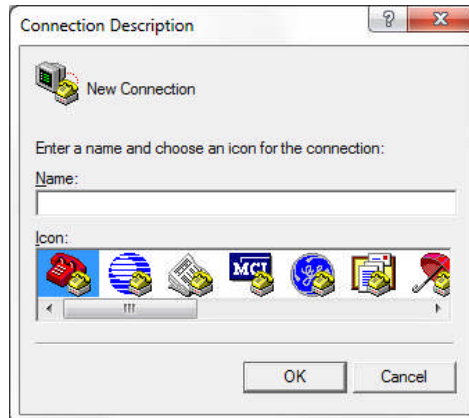 Connection Description
?
New Connection
Enter a name and choose an icon for the connection:
Name:
Icon:
MCI
OK
Cancel